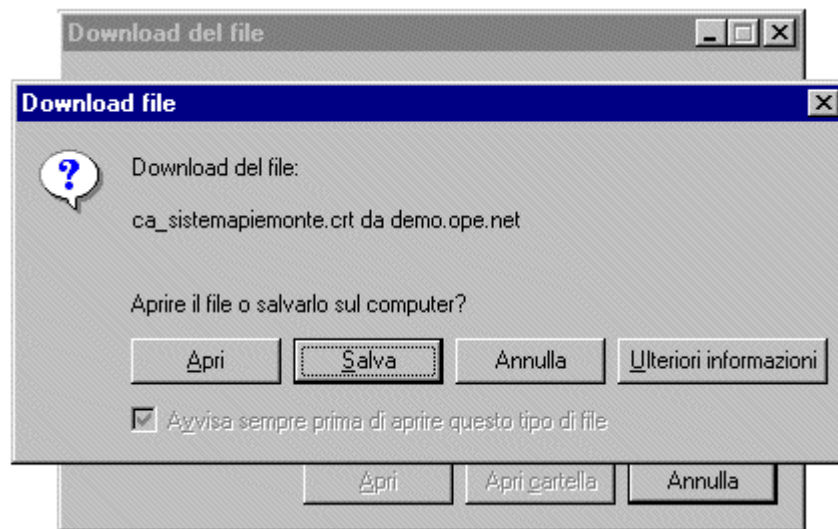 Download del file
Download file
Download del file:
ca_sistemapiemonte.crt da demo.ope.net
Aprire il file o salvarlo sul computer?
Apri Salva Annulla Ulteriori informazioni
Avvisa sempre prima di aprire questo tipo di file
Apri Apri cartella Annulla